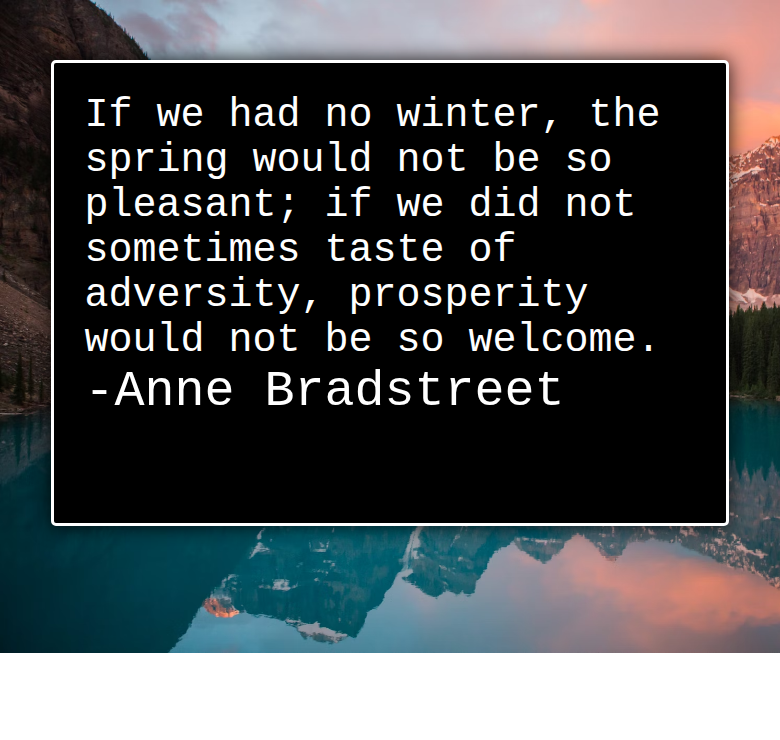 If we had no winter, the
spring would not be so
pleasant; if we did not
sometimes taste of
adversity, prosperity
would not be so welcome.
-Anne Bradstreet